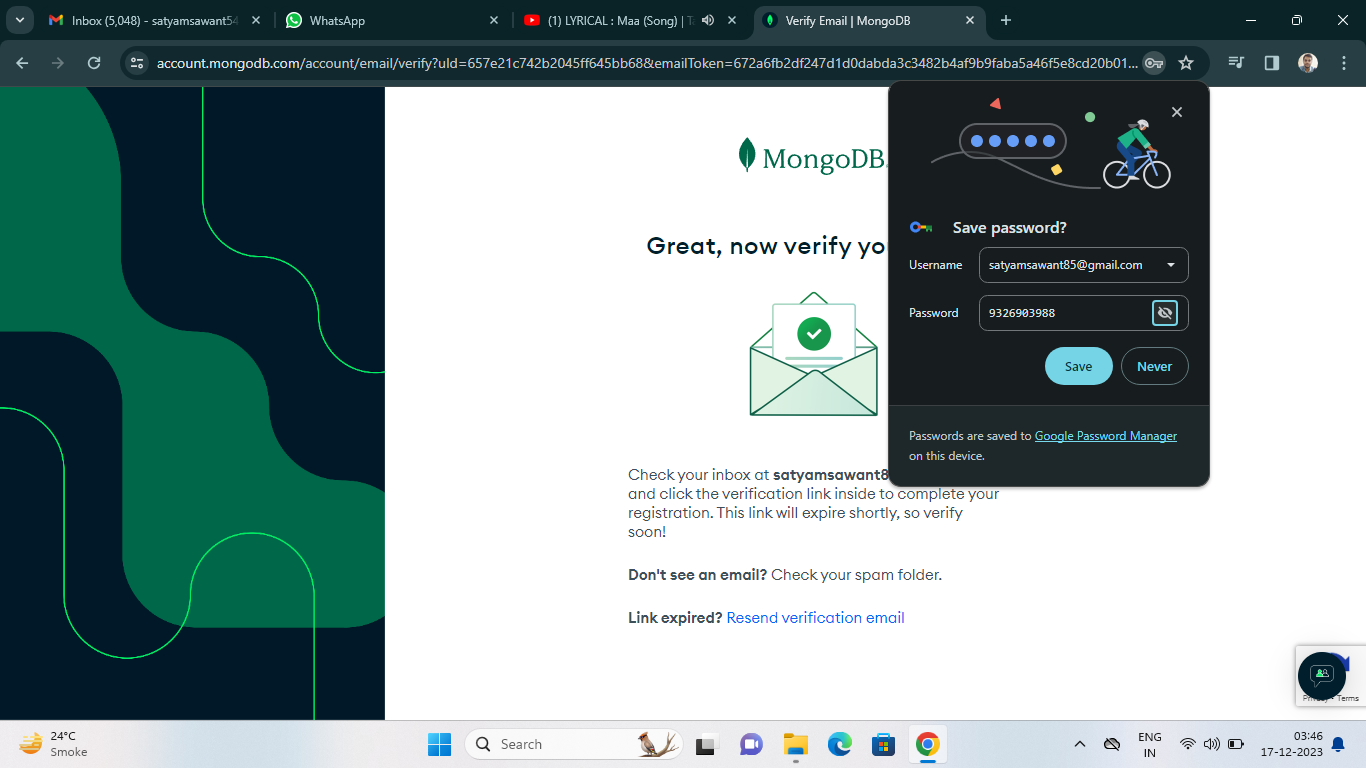 Inbox (5,048) - satyamsawant54
WhatsApp
(1) LYRICAL : Maa (Song) | Ta
Verify Email | MongoDB
account.mongodb.com/account/email/verify?uId=657e21c742b2045ff645bb68&emailToken=672a6fb2df247d1d0dabda3c3482b4af9b9faba5a46f5e8cd20b01...
MongoDB.
Great, now verify you
Save password?
Username satyamsawant85@gmail.com
Password 9326903988
Save Never
Passwords are saved to Google Password Manager
on this device.
Check your inbox at satyamsawant8
and click the verification link inside to complete your
registration. This link will expire shortly, so verify
soon!
Don't see an email? Check your spam folder.
Link expired? Resend verification email
Privacy - Terms
24°C
Smoke
Search
ENG
IN
03:46
17-12-2023